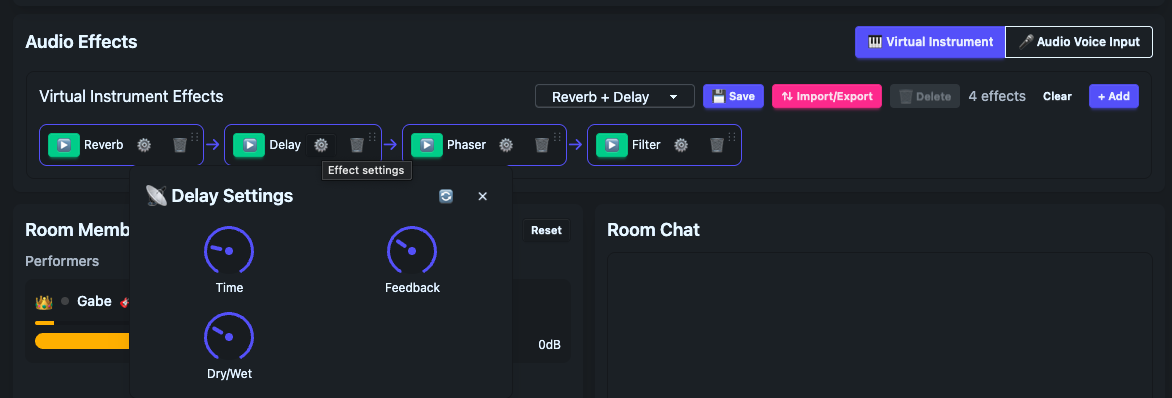 Audio Effects
Virtual Instrument
Audio Voice Input
Virtual Instrument Effects
Reverb + Delay
Save
Import/Export
Delete
4 effects
Clear
+ Add
Reverb
Delay
Phaser
Filter
Effect settings
Delay Settings
Room Memb
Reset
Room Chat
Performers
Time
Feedback
Gabe
0dB
Dry/Wet